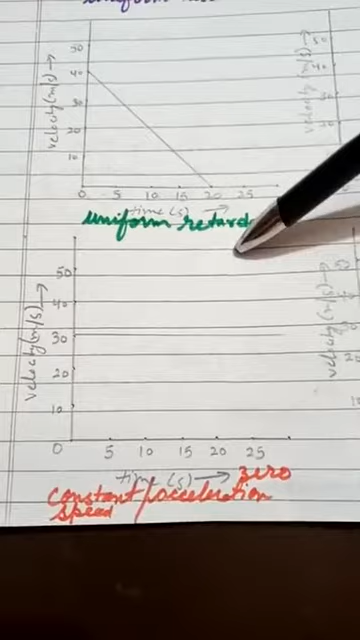 50
40
30
20
10
0 5 10 15 20 25
velocity(m/s)→
time(s) →
uniform retard
50
40
30
20
10
0 5 10 15 20 25
velocity(m/s)→
time(s) → zero
constant/acceleration
speed